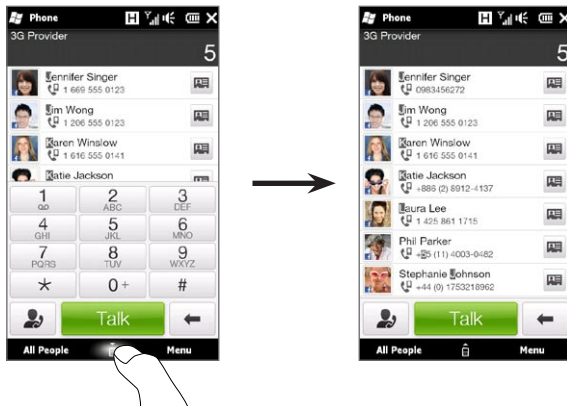 Phone
3G Provider
5
Jennifer Singer
1 669 555 0123
Jim Wong
1 206 555 0123
Karen Winslow
1 616 555 0141
Katie Jackson
1
2 ABC
3 DEF
4 GHI
5 JKL
6 MNO
7 PQRS
8 TUV
9 WXYZ
*
0 +
#
Talk
All People
Menu
Phone
3G Provider
5
Jennifer Singer
0983456272
Jim Wong
1 206 555 0123
Karen Winslow
1 616 555 0141
Katie Jackson
+886 (2) 8912-4137
Laura Lee
1 425 861 1715
Phil Parker
+55 (11) 4003-0482
Stephanie Johnson
+44 (0) 1753218962
Talk
All People
Menu